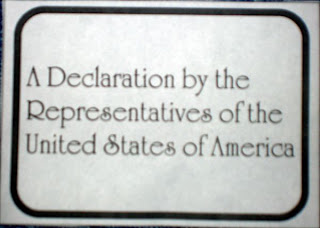 A Declaration by the
Representatives of the
United States of America